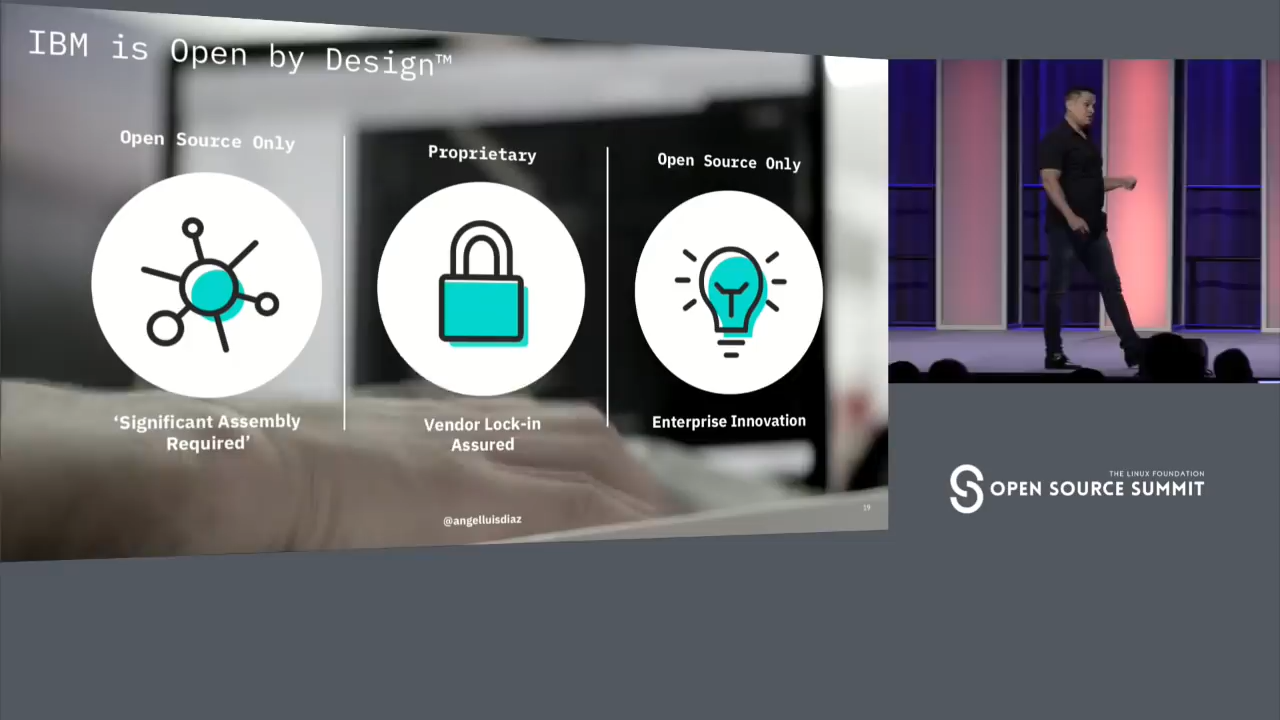 IBM is Open by Design™
Open Source Only
‘Significant Assembly
Required’
Proprietary
Vendor Lock-in
Assured
Open Source Only
Enterprise Innovation
@angelluisdiaz
19
THE LINUX FOUNDATION
OPEN SOURCE SUMMIT